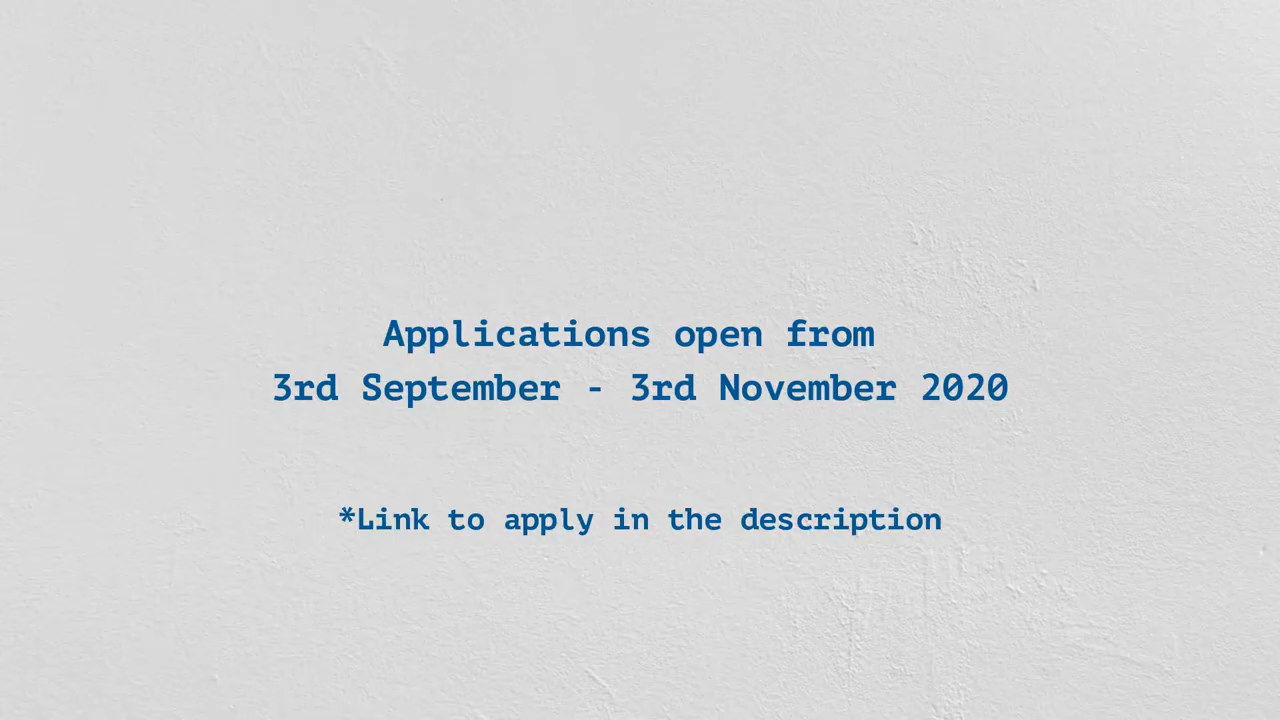 Applications open from
3rd September - 3rd November 2020
*Link to apply in the description